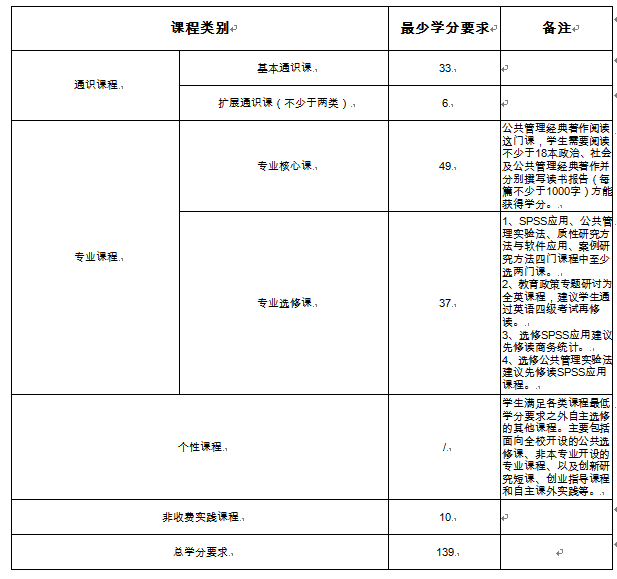 课程类别 最少学分要求 备注
通识课程 基本通识课 33
扩展通识课（不少于两类） 6
专业课程 专业核心课 49
公共管理经典著作阅读
这门课，学生需要阅读
不少于18本政治、社会
及公共管理经典著作并
分别撰写读书报告（每
篇不少于1000字）方能
获得学分。
专业选修课 37
1、SPSS应用、公共管
理实验法、质性研究方
法与软件应用、案例研
究方法四门课程中至少
选两门课。
2、教育政策专题研讨为
全英课程，建议学生通
过英语四级考试再修
读。
3、选修SPSS应用建议
先修读商务统计。
4、选修公共管理实验法
建议先修读SPSS应用
课程。
个性课程 /
学生满足各类课程最低
学分要求之外自主选修
的其他课程。主要包括
面向全校开设的公共选
修课、非本专业开设的
专业课程、以及创新研
究短课、创业指导课程
和自主课外实践等。
非收费实践课程 10
总学分要求 139